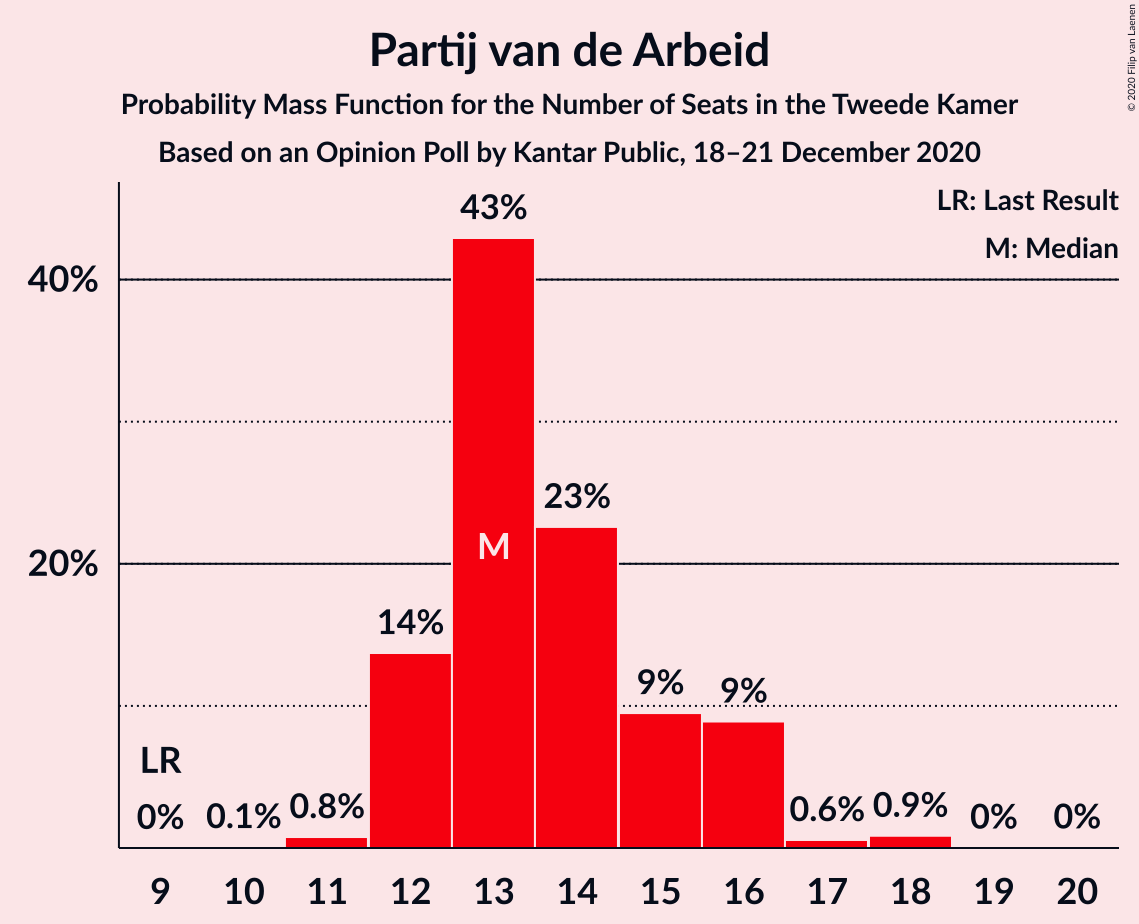 Partij van de Arbeid
Probability Mass Function for the Number of Seats in the Tweede Kamer
Based on an Opinion Poll by Kantar Public, 18–21 December 2020
© 2020 Filip van Laenen
LR: Last Result
M: Median
40%
20%
LR
0%
0.1%
0.8%
14%
43%
M
23%
9%
9%
0.6%
0.9%
0%
0%
9 10 11 12 13 14 15 16 17 18 19 20